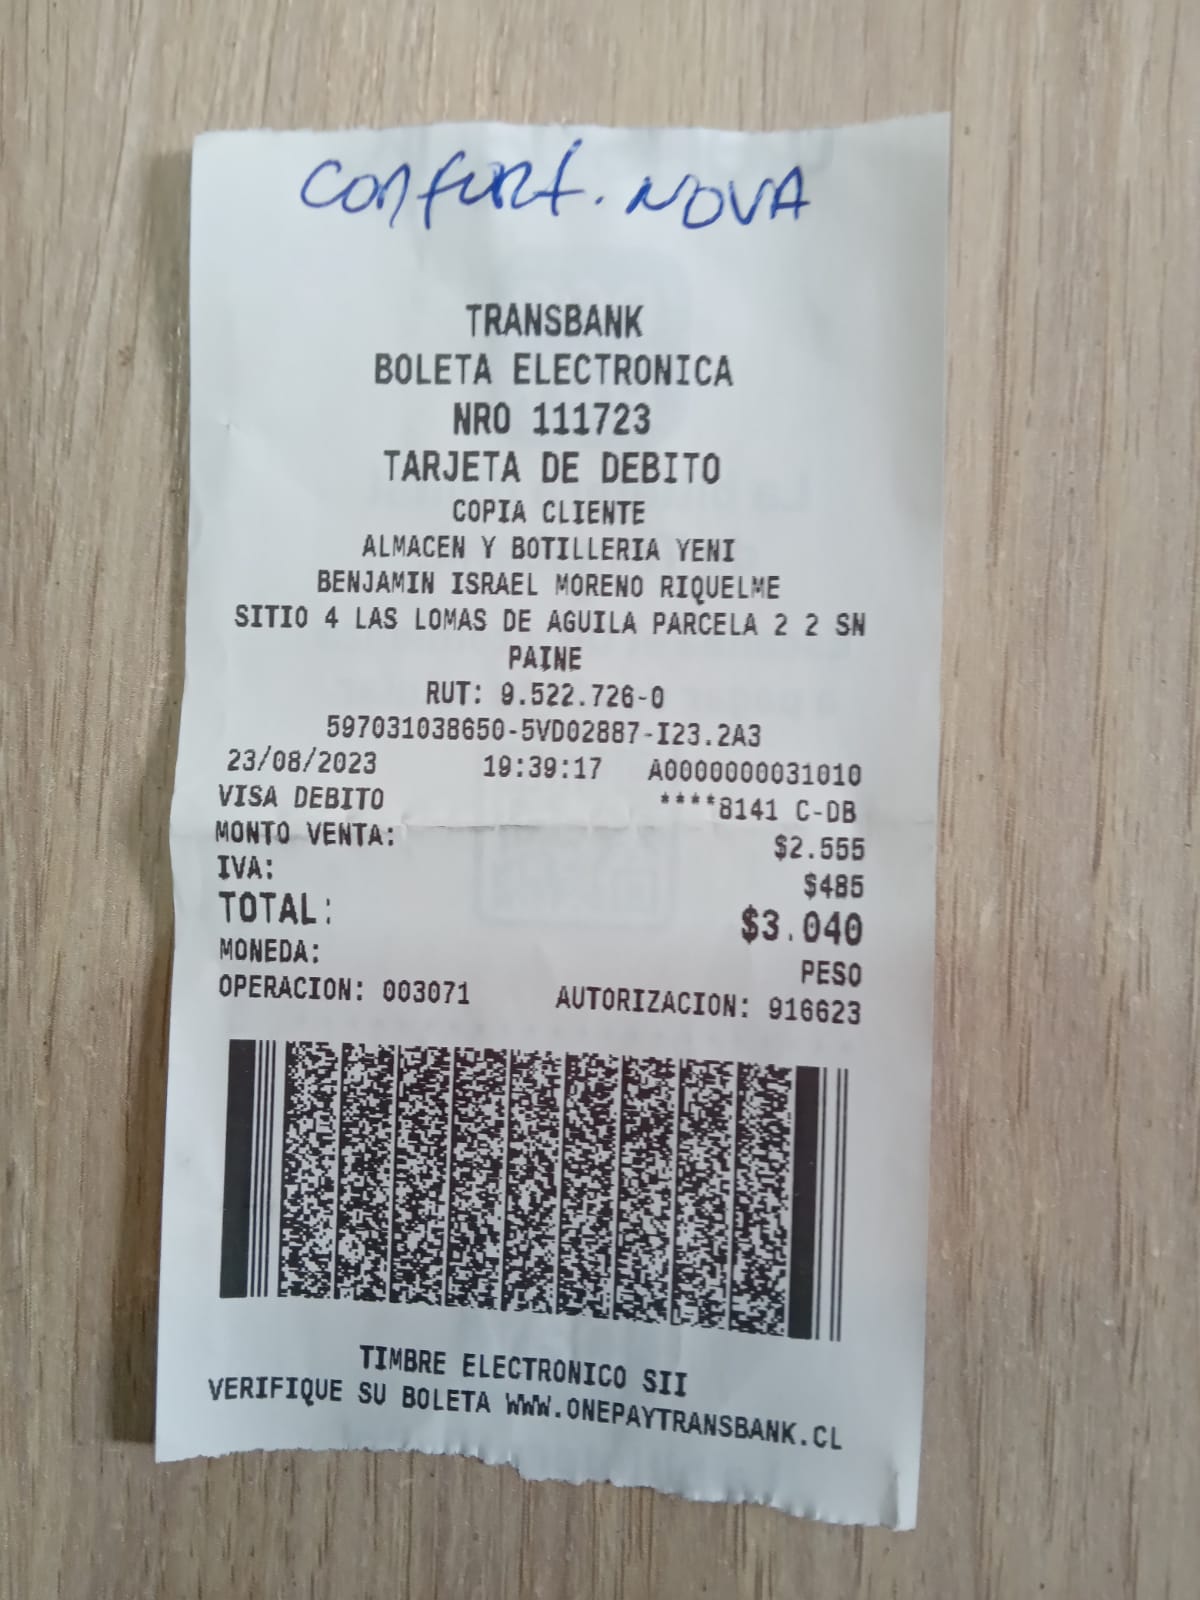 Confort. NOVA
TRANSBANK
BOLETA ELECTRONICA
NRO 111723
TARJETA DE DEBITO
COPIA CLIENTE
ALMACEN Y BOTILLERIA YENI
BENJAMIN ISRAEL MORENO RIQUELME
SITIO 4 LAS LOMAS DE AGUILA PARCELA 2 2 SN
PAINE
RUT: 9.522.726-0
597031038650-5VD02887-I23.2A3
23/08/2023 19:39:17 A0000000031010
VISA DEBITO ****8141 C-DB
MONTO VENTA: $2.555
IVA: $485
TOTAL: $3.040
MONEDA: PESO
OPERACION: 003071 AUTORIZACION: 916623
TIMBRE ELECTRONICO SII
VERIFIQUE SU BOLETA WWW.ONEPAYTRANSBANK.CL